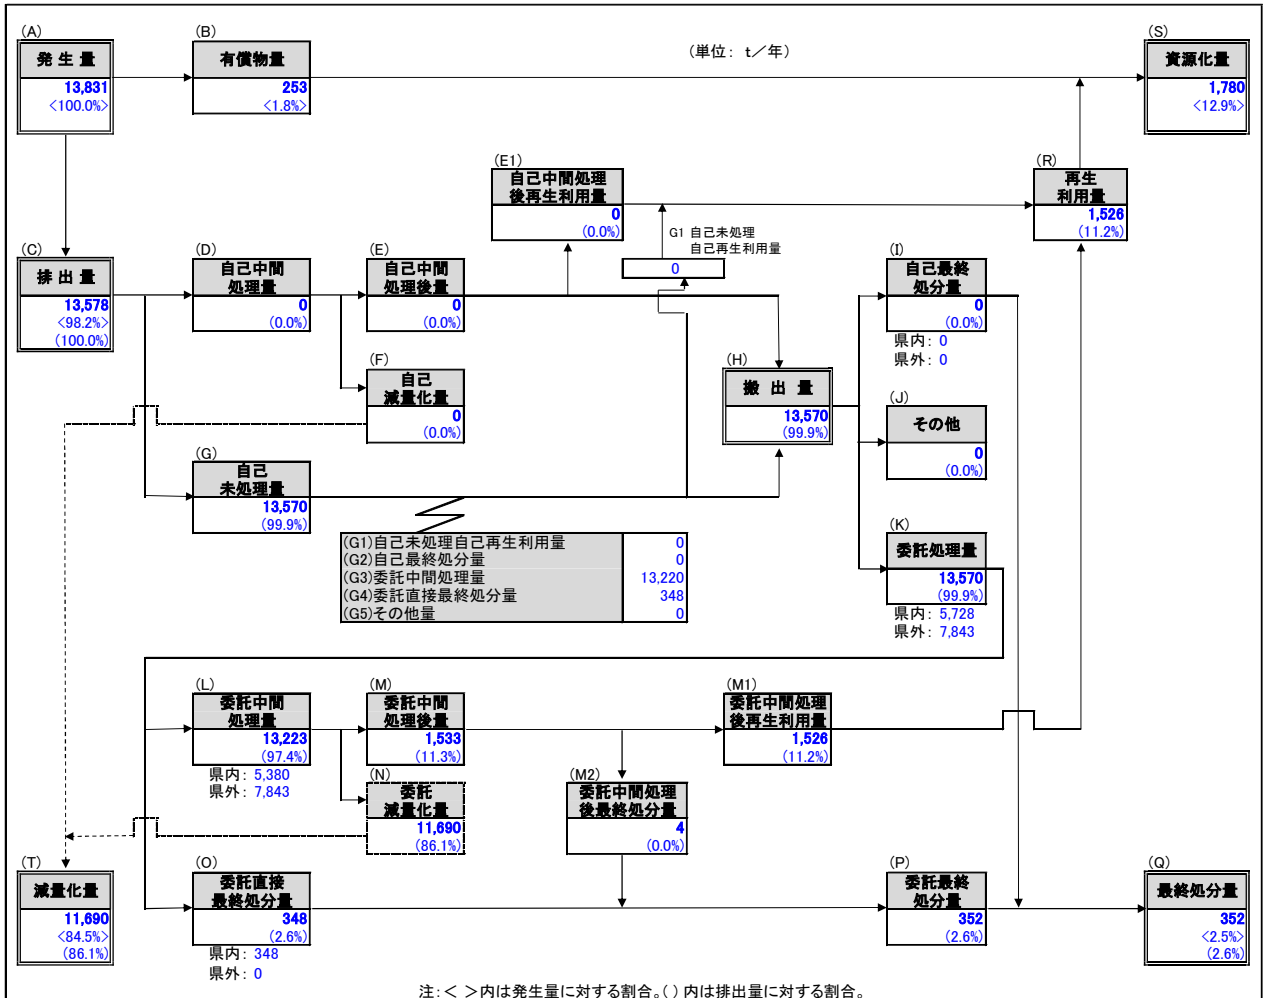 (A)
発 生 量
13,831
<100.0%>
(B)
有償物量
253
<1.8%>
(単位: t/年)
(S)
資源化量
1,780
<12.9%>
(E1)
自己中間処理
後再生利用量
0
(0.0%)
G1 自己未処理
自己再生利用量
0
(R)
再生
利用量
1,526
(11.2%)
(C)
排 出 量
13,578
<98.2%>
(100.0%)
(D)
自己中間
処理量
0
(0.0%)
(E)
自己中間
処理後量
0
(0.0%)
(F)
自己
減量化量
0
(0.0%)
(G)
自己
未処理量
13,570
(99.9%)
(H)
搬 出 量
13,570
(99.9%)
(I)
自己最終
処分量
0
(0.0%)
県内: 0
県外: 0
(J)
その他
0
(0.0%)
(G1)自己未処理自己再生利用量 0
(G2)自己最終処分量 0
(G3)委託中間処理量 13,220
(G4)委託直接最終処分量 348
(G5)その他量 0
(K)
委託処理量
13,570
(99.9%)
県内: 5,728
県外: 7,843
(L)
委託中間
処理量
13,223
(97.4%)
県内: 5,380
県外: 7,843
(M)
委託中間
処理後量
1,533
(11.3%)
(M1)
委託中間処理
後再生利用量
1,526
(11.2%)
(N)
委託
減量化量
11,690
(86.1%)
(M2)
委託中間処理
後最終処分量
4
(0.0%)
(T)
減量化量
11,690
<84.5%>
(86.1%)
(O)
委託直接
最終処分量
348
(2.6%)
県内: 348
県外: 0
(P)
委託最終
処分量
352
(2.6%)
(Q)
最終処分量
352
<2.5%>
(2.6%)
注:< >内は発生量に対する割合。( ) 内は排出量に対する割合。